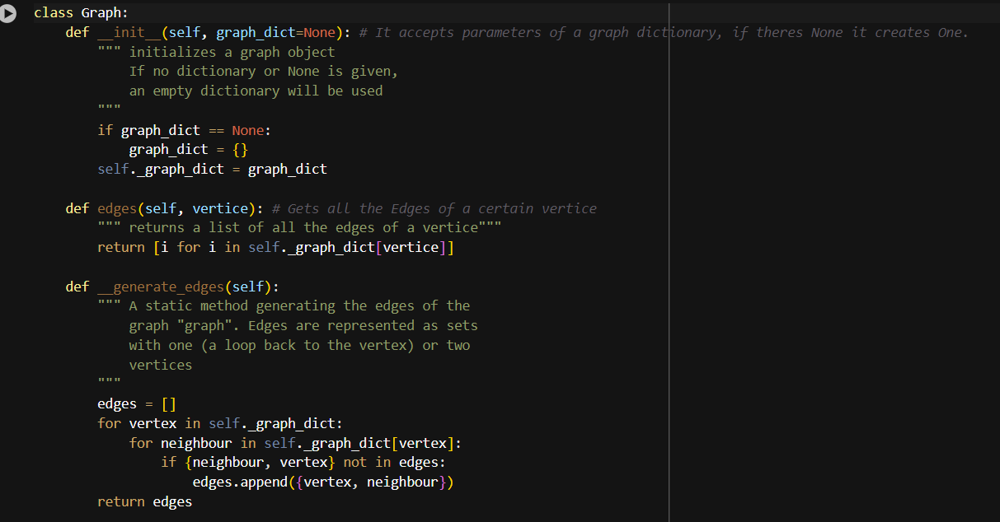 class Graph:
    def __init__(self, graph_dict=None): # It accepts parameters of a graph dictionary, if theres None it creates One.
        """ initializes a graph object
            If no dictionary or None is given,
            an empty dictionary will be used
        """
        if graph_dict == None:
            graph_dict = {}
        self._graph_dict = graph_dict

    def edges(self, vertice): # Gets all the Edges of a certain vertice
        """ returns a list of all the edges of a vertice"""
        return [i for i in self._graph_dict[vertice]]

    def __generate_edges(self):
        """ A static method generating the edges of the
            graph "graph". Edges are represented as sets
            with one (a loop back to the vertex) or two
            vertices
        """
        edges = []
        for vertex in self._graph_dict:
            for neighbour in self._graph_dict[vertex]:
                if {neighbour, vertex} not in edges:
                    edges.append({vertex, neighbour})
        return edges